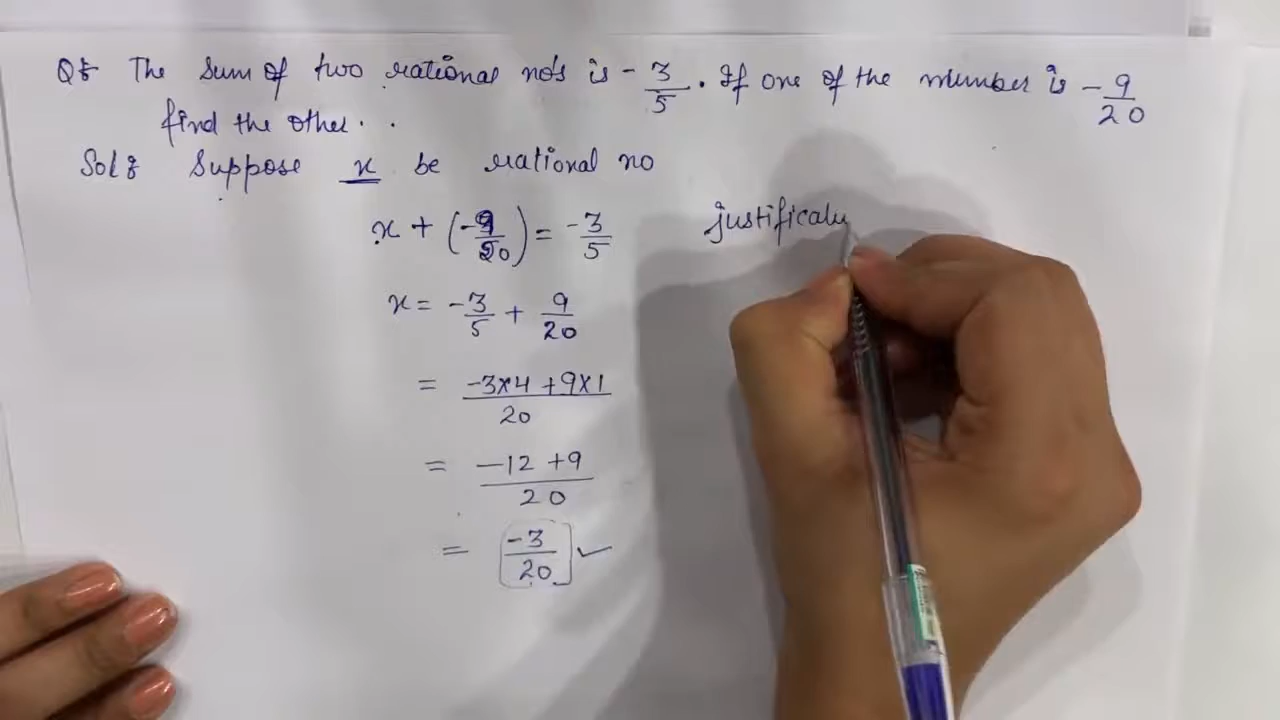 Q: The Sum of two rational no's is -3/5. If one of the number is -9/20
find the other.
Sol: Suppose x be rational no
x + (-9/20) = -3/5
justificatu
x = -3/5 + 9/20
= -3×4 + 9×1 / 20
= -12 + 9 / 20
= -3/20 ✓